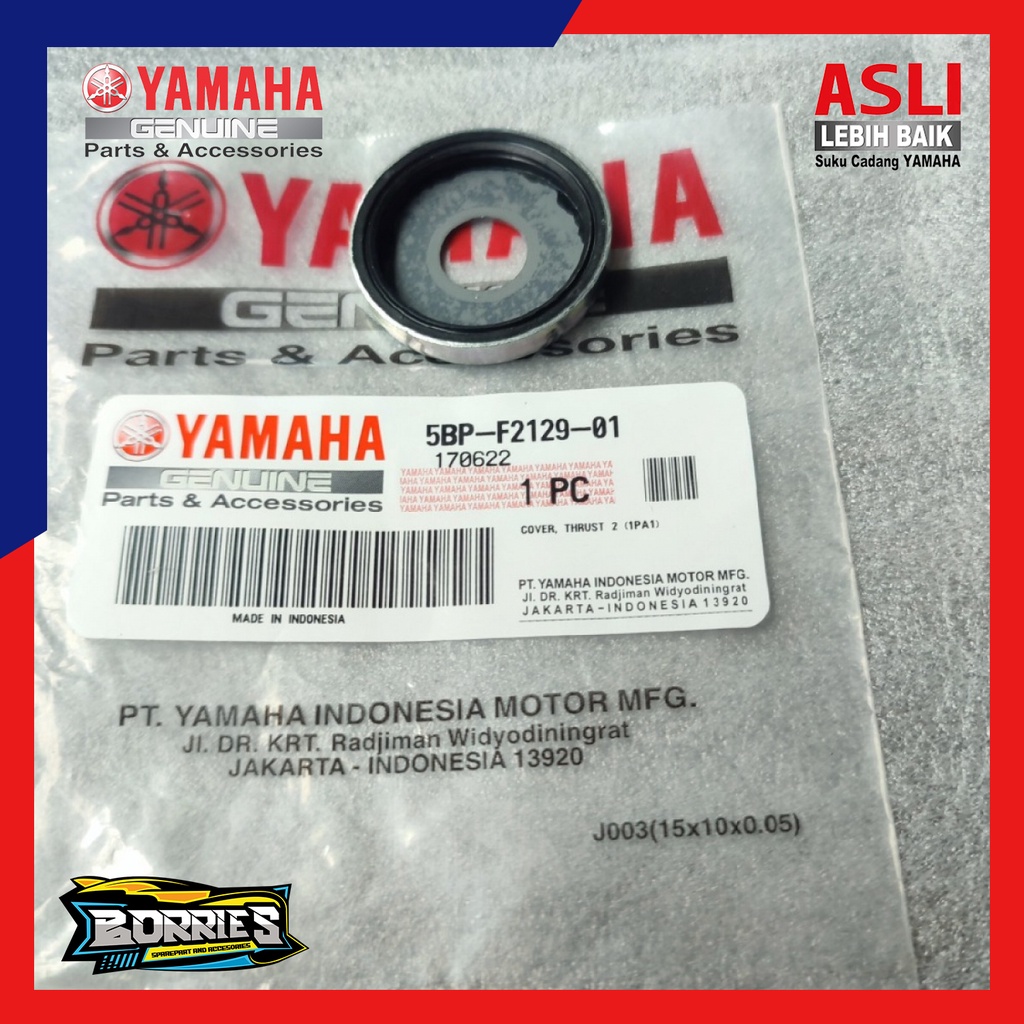 YAMAHA
GENUINE
Parts & Accessories
ASLI
LEBIH BAIK
Suku Cadang YAMAHA
YAMAHA
GENUINE
Parts & Accessories
YAMAHA
GENUINE
Parts & Accessories
5BP-F2129-01
170622
1 PC
COVER, THRUST 2 (1PA1)
PT. YAMAHA INDONESIA MOTOR MFG.
Jl. DR. KRT. Radjiman Widyodiningrat
JAKARTA-INDONESIA 13920
MADE IN INDONESIA
PT. YAMAHA INDONESIA MOTOR MFG.
Jl. DR. KRT. Radjiman Widyodiningrat
JAKARTA - INDONESIA 13920
J003(15x10x0.05)
BORRIES
SPAREPART AND ACCESORIES